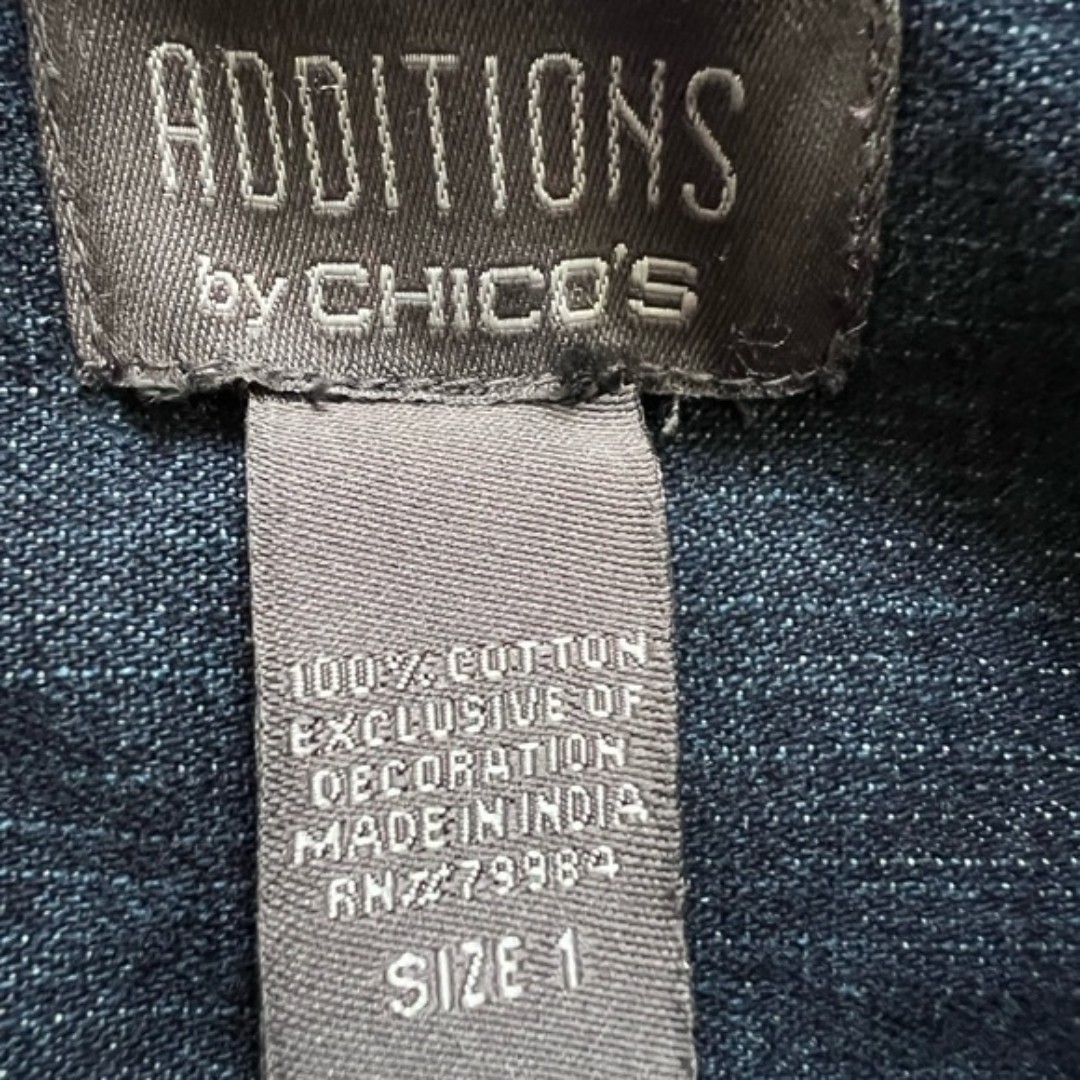 ADDITIONS
by CHICO'S
100% COTTON
EXCLUSIVE OF
DECORATION
MADE IN INDIA
RN#79984
SIZE 1